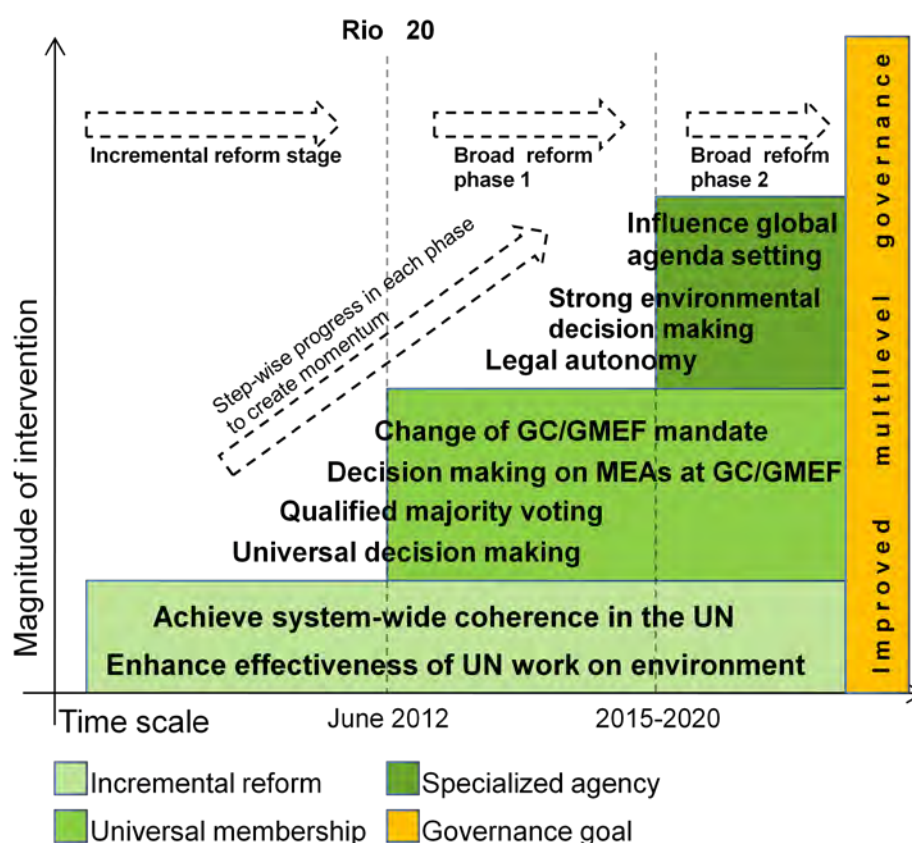 Rio 20
Incremental reform stage
Broad reform
phase 1
Broad reform
phase 2
Step-wise progress in each phase
to create momentum
Influence global
agenda setting
Strong environmental
decision making
Legal autonomy
Change of GC/GMEF mandate
Decision making on MEAs at GC/GMEF
Qualified majority voting
Universal decision making
Achieve system-wide coherence in the UN
Enhance effectiveness of UN work on environment
Improved multilevel governance
Magnitude of intervention
Time scale
June 2012
2015-2020
Incremental reform
Specialized agency
Universal membership
Governance goal